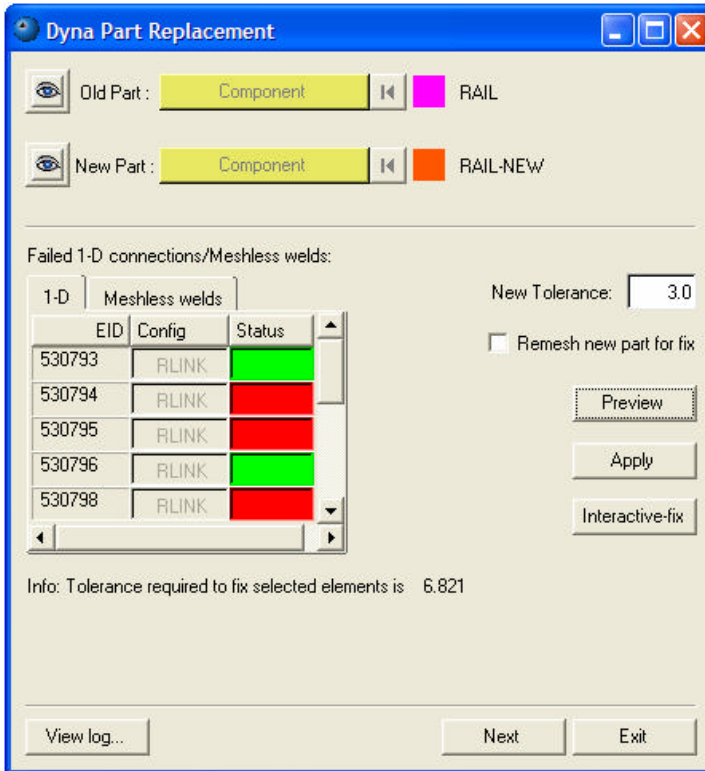 Dyna Part Replacement
Old Part : Component RAIL
New Part : Component RAIL-NEW
Failed 1-D connections/Meshless welds:
1-D Meshless welds
New Tolerance: 3.0
EID Config Status
Remesh new part for fix
530793 RLINK
530794 RLINK
530795 RLINK
530796 RLINK
530798 RLINK
Preview
Apply
Interactive-fix
Info: Tolerance required to fix selected elements is 6.821
View log... Next Exit